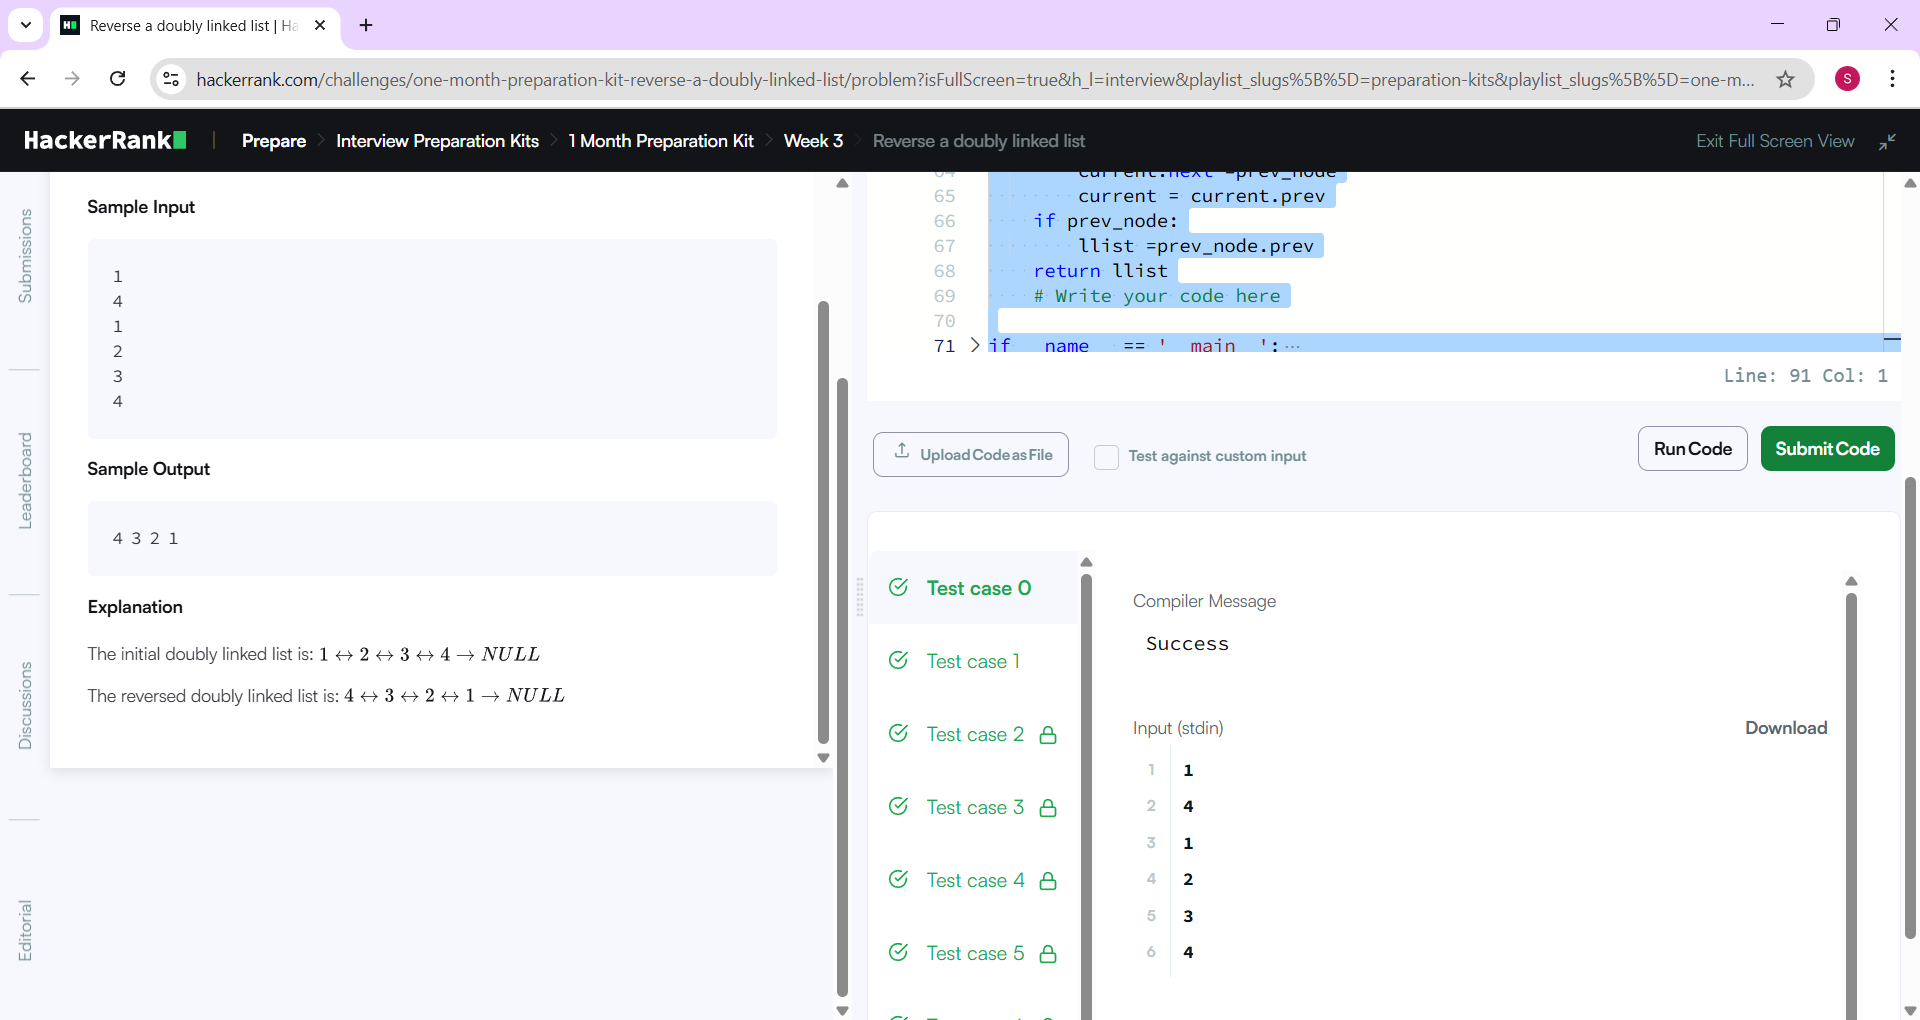 Reverse a doubly linked list | Ha
hackerrank.com/challenges/one-month-preparation-kit-reverse-a-doubly-linked-list/problem?isFullScreen=true&h_l=interview&playlist_slugs%5B%5D=preparation-kits&playlist_slugs%5B%5D=one-m...
S
HackerRank
Prepare
Interview Preparation Kits
1 Month Preparation Kit
Week 3
Reverse a doubly linked list
Exit Full Screen View
Submissions
Leaderboard
Discussions
Editorial
Sample Input
1
4
1
2
3
4
Sample Output
4 3 2 1
Explanation
The initial doubly linked list is: 1 ↔ 2 ↔ 3 ↔ 4 → NULL
The reversed doubly linked list is: 4 ↔ 3 ↔ 2 ↔ 1 → NULL
64 current.next =prev_node
65 current = current.prev
66 if prev_node:
67 llist =prev_node.prev
68 return llist
69 # Write your code here
70
71 if __name__ == '__main__': ...
Line: 91 Col: 1
Upload Code as File
Test against custom input
Run Code
Submit Code
Test case 0
Test case 1
Test case 2
Test case 3
Test case 4
Test case 5
Compiler Message
Success
Input (stdin)
Download
1 1
2 4
3 1
4 2
5 3
6 4